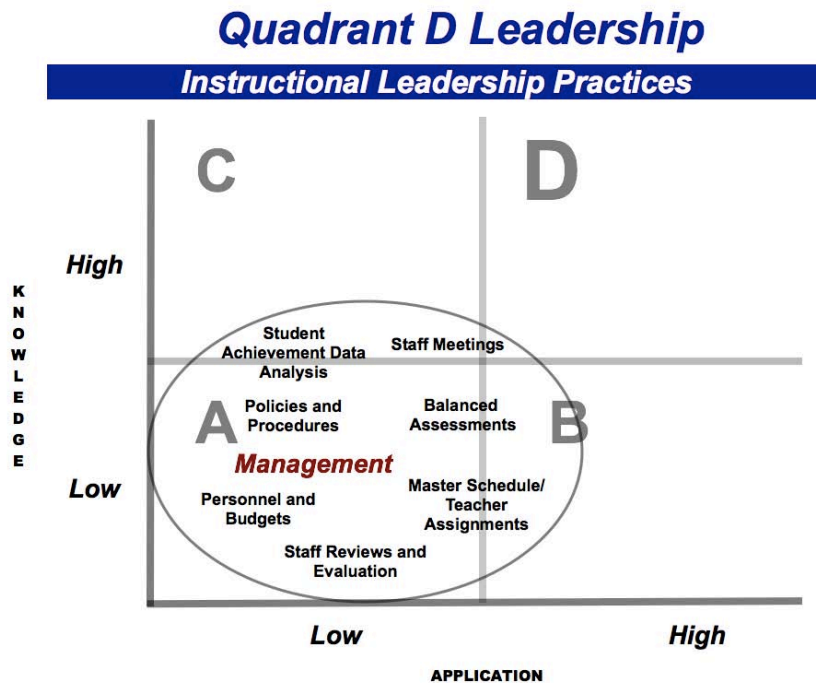 Quadrant D Leadership
Instructional Leadership Practices
C
D
High
KNOWLEDGE
Student
Achievement Data
Analysis
Staff Meetings
A
Policies and
Procedures
Balanced
Assessments
B
Management
Low
Personnel and
Budgets
Master Schedule/
Teacher
Assignments
Staff Reviews and
Evaluation
Low
High
APPLICATION